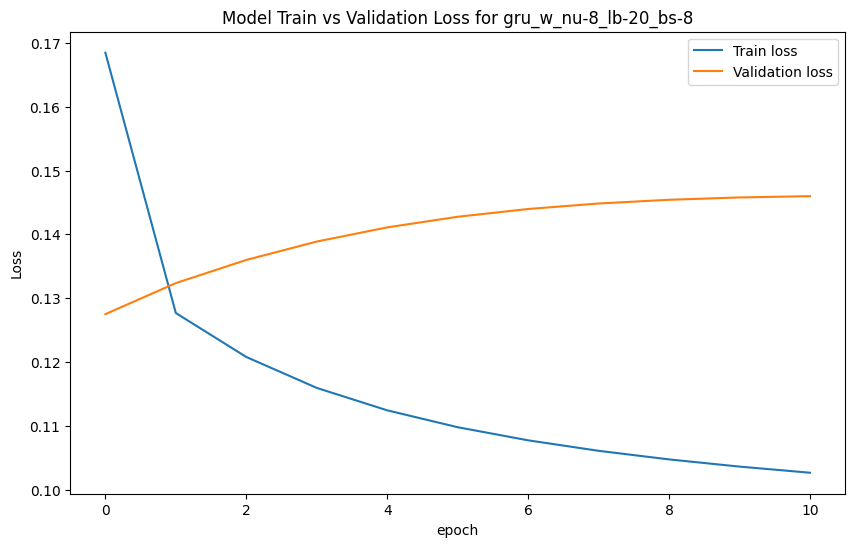 Model Train vs Validation Loss for gru_w_nu-8_lb-20_bs-8
Train loss
Validation loss
0.17
0.16
0.15
0.14
0.13
0.12
0.11
0.10
Loss
0 2 4 6 8 10
epoch